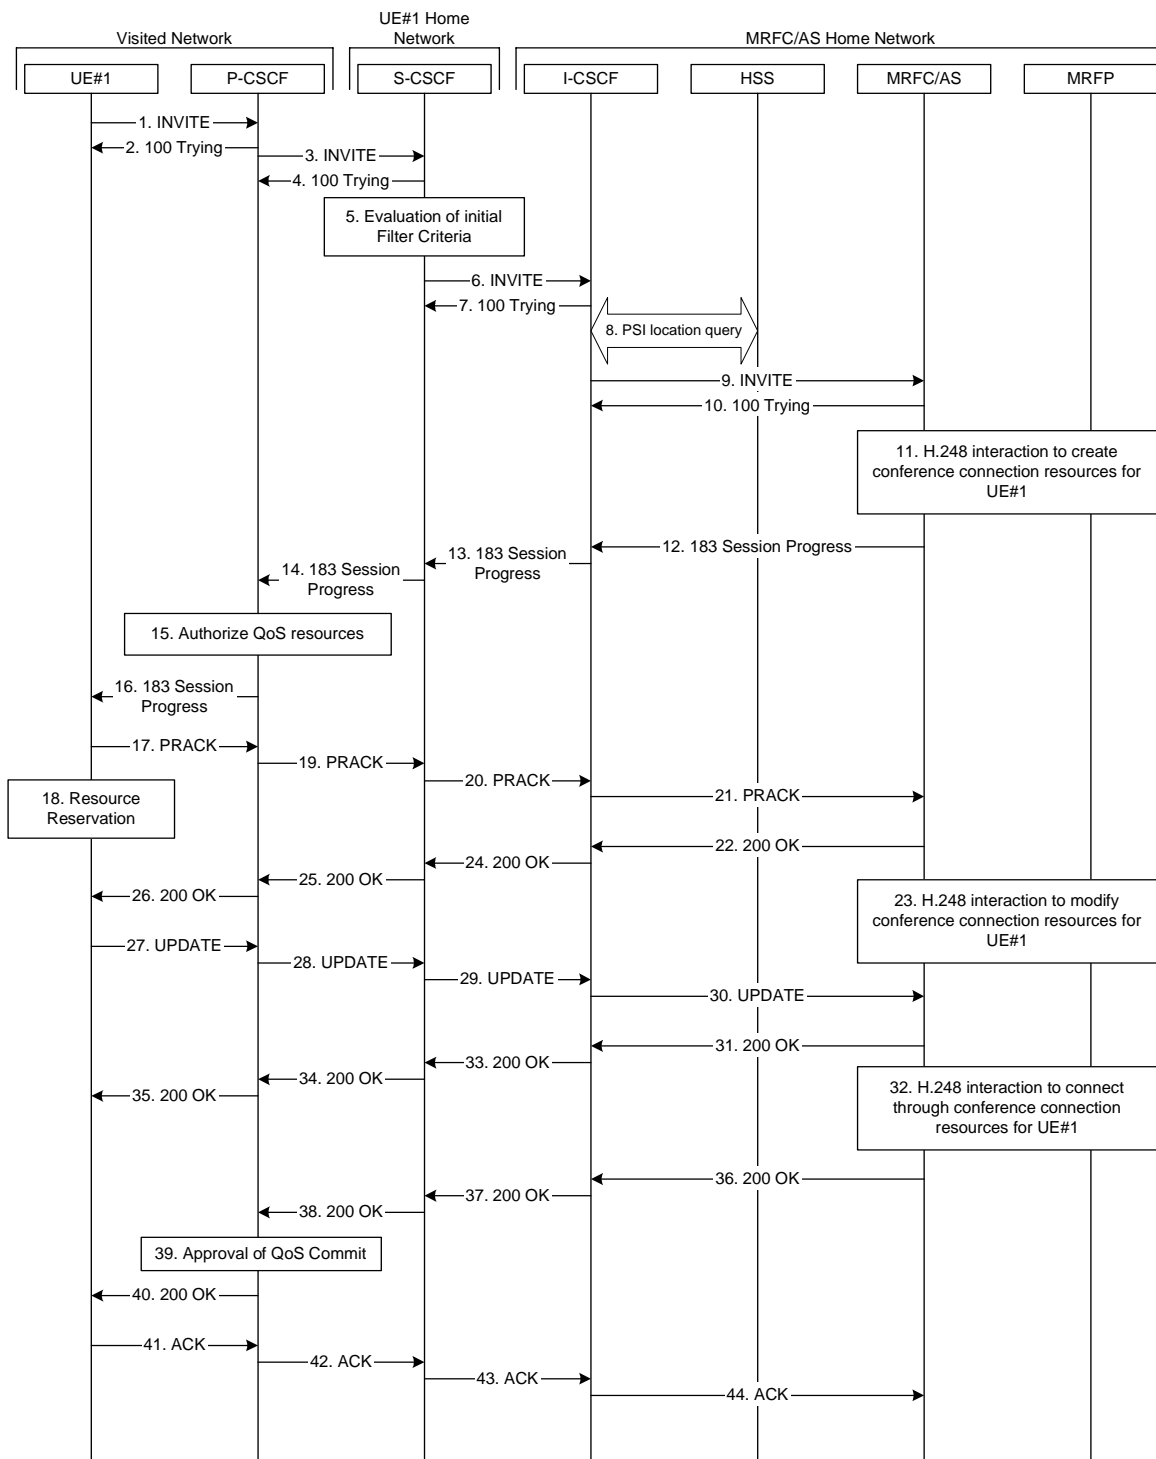 UE#1 Home
Network
Visited Network
MRFC/AS Home Network
UE#1
P-CSCF
S-CSCF
I-CSCF
HSS
MRFC/AS
MRFP
1. INVITE
2. 100 Trying
3. INVITE
4. 100 Trying
5. Evaluation of initial
Filter Criteria
6. INVITE
7. 100 Trying
8. PSI location query
9. INVITE
10. 100 Trying
11. H.248 interaction to create
conference connection resources for
UE#1
12. 183 Session Progress
13. 183 Session
Progress
14. 183 Session
Progress
15. Authorize QoS resources
16. 183 Session
Progress
17. PRACK
19. PRACK
20. PRACK
18. Resource
Reservation
21. PRACK
22. 200 OK
24. 200 OK
25. 200 OK
26. 200 OK
23. H.248 interaction to modify
conference connection resources for
UE#1
27. UPDATE
28. UPDATE
29. UPDATE
30. UPDATE
31. 200 OK
33. 200 OK
34. 200 OK
35. 200 OK
32. H.248 interaction to connect
through conference connection
resources for UE#1
36. 200 OK
37. 200 OK
38. 200 OK
39. Approval of QoS Commit
40. 200 OK
41. ACK
42. ACK
43. ACK
44. ACK